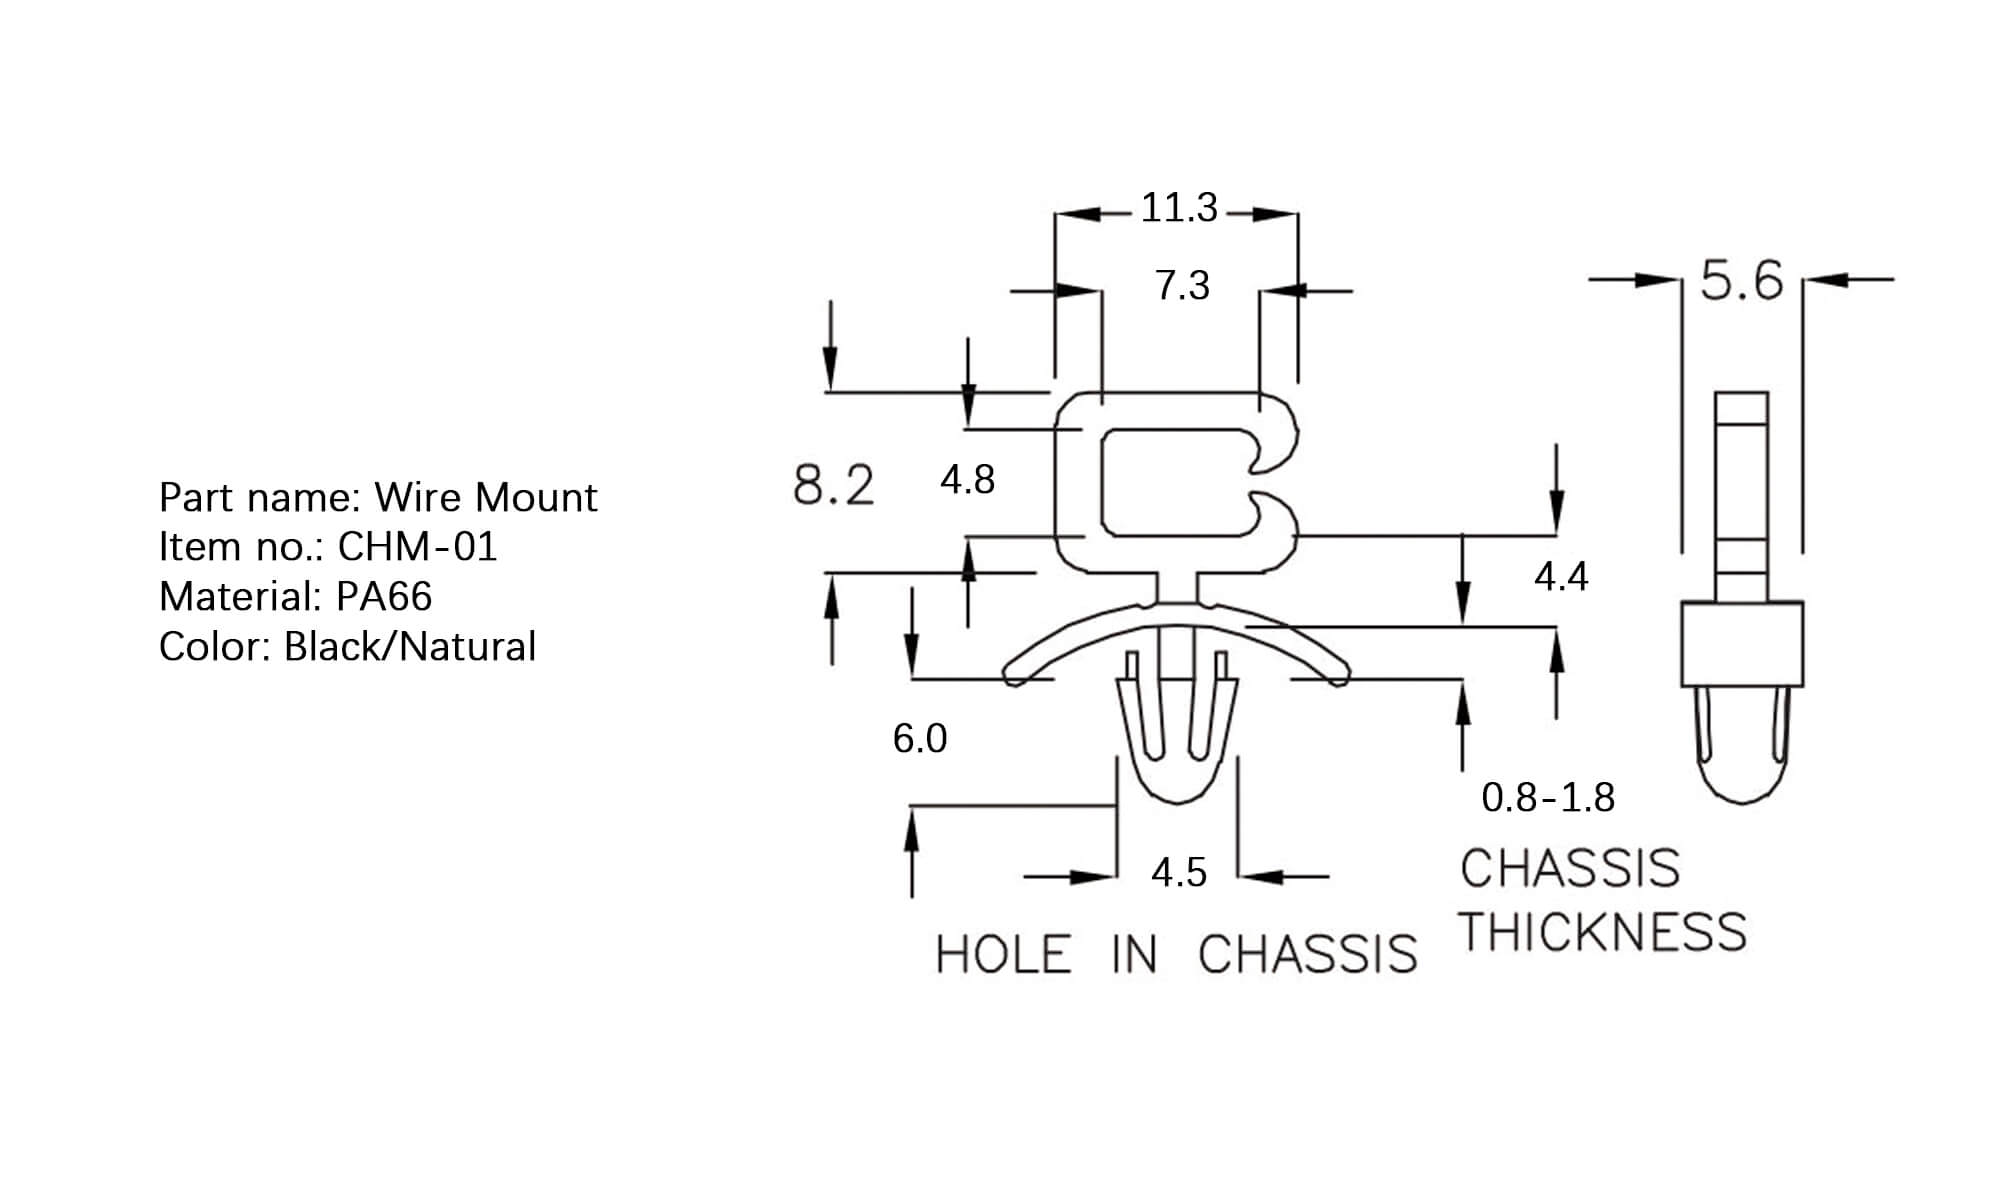 Part name: Wire Mount
Item no.: CHM-01
Material: PA66
Color: Black/Natural
11.3
7.3
5.6
8.2
4.8
4.4
6.0
0.8-1.8
CHASSIS
THICKNESS
4.5
HOLE IN CHASSIS